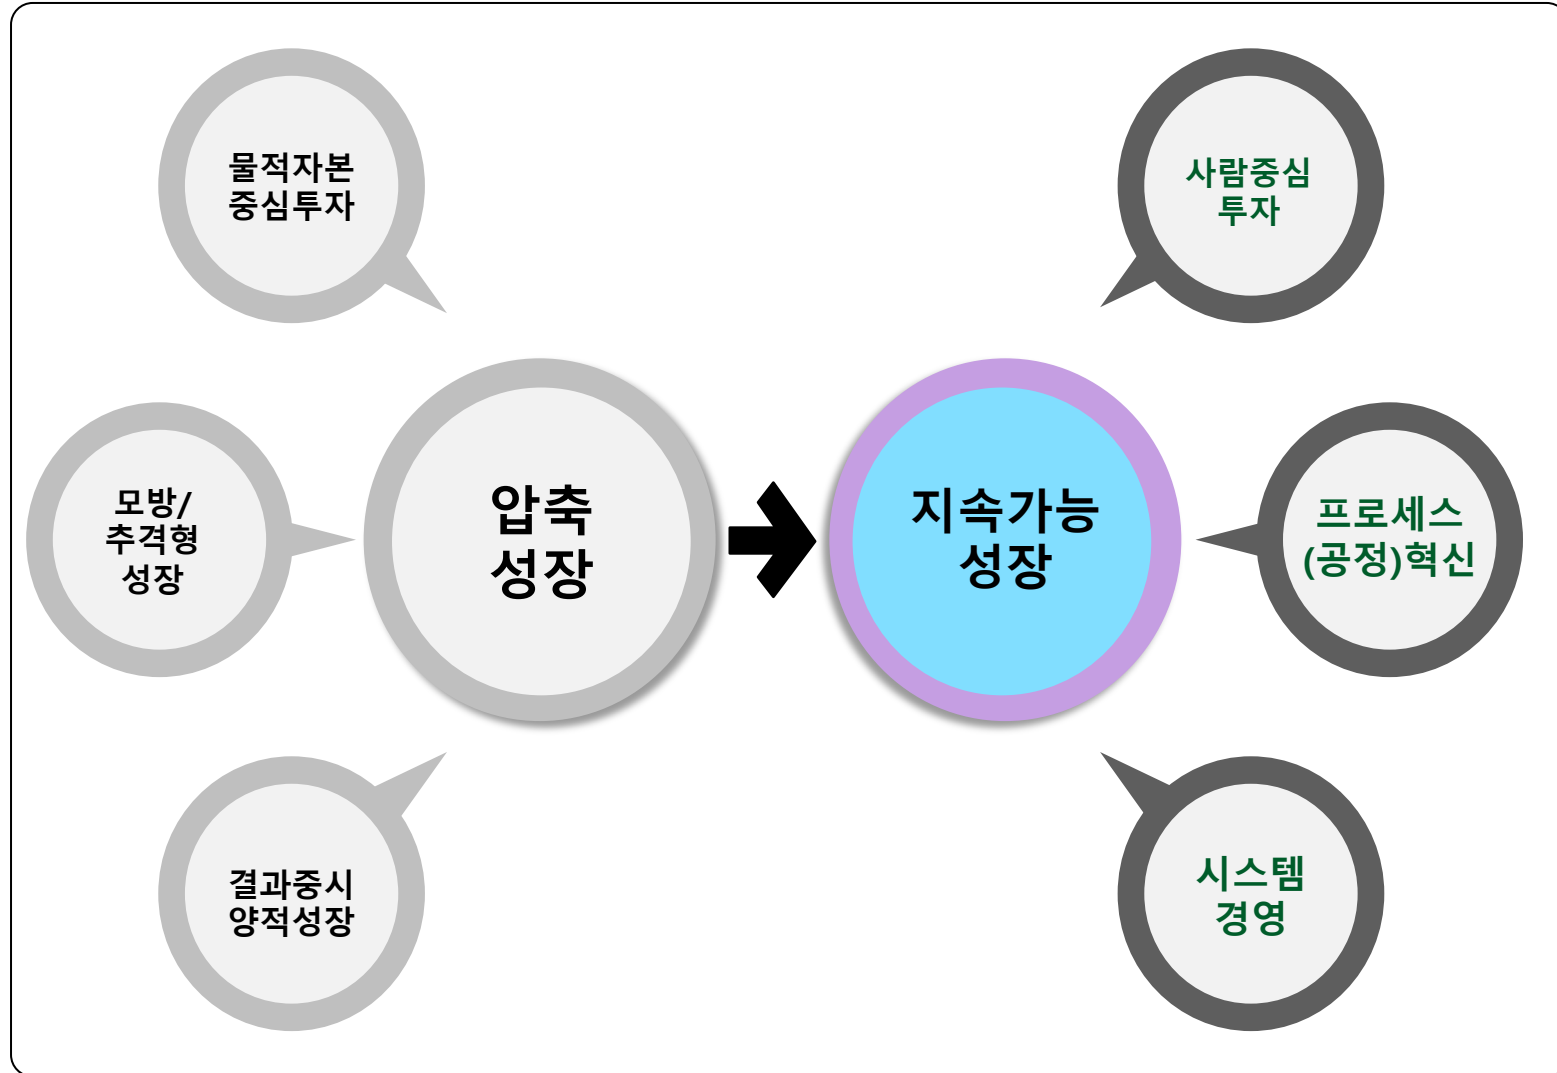 물적자본
중심투자
모방/
추격형
성장
결과중시
양적성장
압축
성장
지속가능
성장
사람중심
투자
프로세스
(공정)혁신
시스템
경영